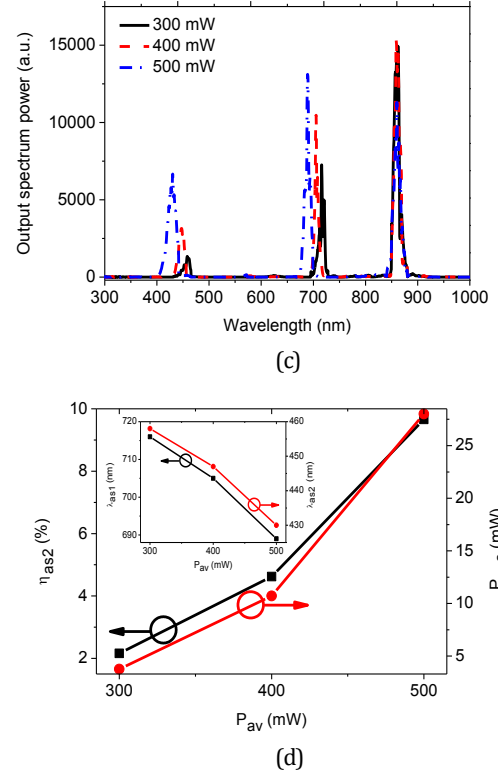 300 mW
400 mW
500 mW
Output spectrum power (a.u.)
15000
10000
5000
0
300 400 500 600 700 800 900 1000
Wavelength (nm)
(c)
10
8
6
4
2
η as2 (%)
720
710
700
690
λ as1 (nm)
460
450
440
430
λ as2 (nm)
300 400 500
P av (mW)
25
20
15
10
5
(mW)
300 400 500
P av (mW)
(d)